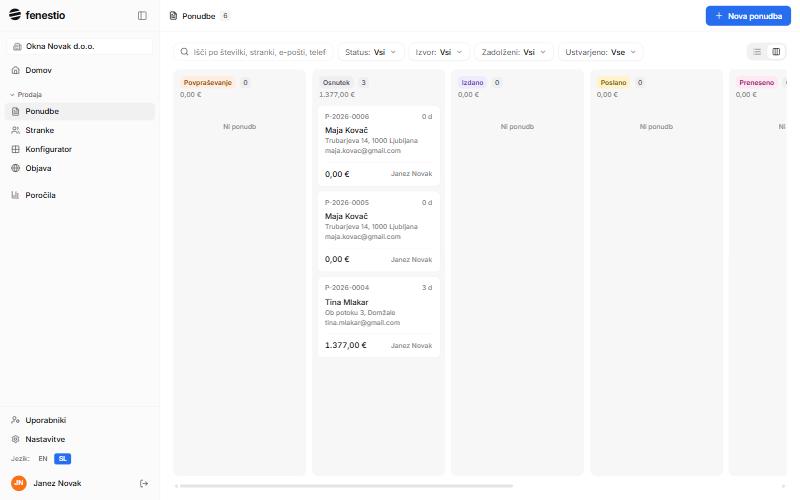 fenestio
Okna Novak d.o.o.
Domov
Prodaja
Ponudbe
Stranke
Konfigurator
Objava
Poročila
Uporabniki
Nastavitve
Jezik: EN SL
JN Janez Novak
Ponudbe 6
Nova ponudba
Išči po številki, stranki, e-pošti, telef
Status: Vsi
Izvor: Vsi
Zadolženi: Vsi
Ustvarjeno: Vse
Povpraševanje 0
0,00 €
Ni ponudb
Osnutek 3
1.377,00 €
P-2026-0006 0 d
Maja Kovač
Trubarjeva 14, 1000 Ljubljana
maja.kovac@gmail.com
0,00 € Janez Novak
P-2026-0005 0 d
Maja Kovač
Trubarjeva 14, 1000 Ljubljana
maja.kovac@gmail.com
0,00 € Janez Novak
P-2026-0004 3 d
Tina Mlakar
Ob potoku 3, Domžale
tina.mlakar@gmail.com
1.377,00 € Janez Novak
Izdano 0
0,00 €
Ni ponudb
Poslano 0
0,00 €
Ni ponudb
Preneseno
0,00 €
Ni